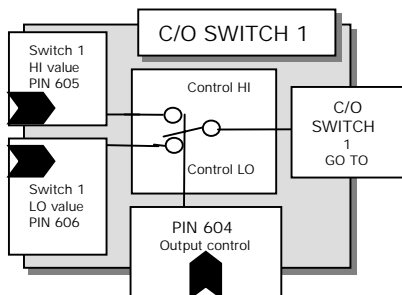 C/O SWITCH 1
Switch 1
HI value
PIN 605
Control HI
C/O
SWITCH
1
GO TO
Control LO
Switch 1
LO value
PIN 606
PIN 604
Output control